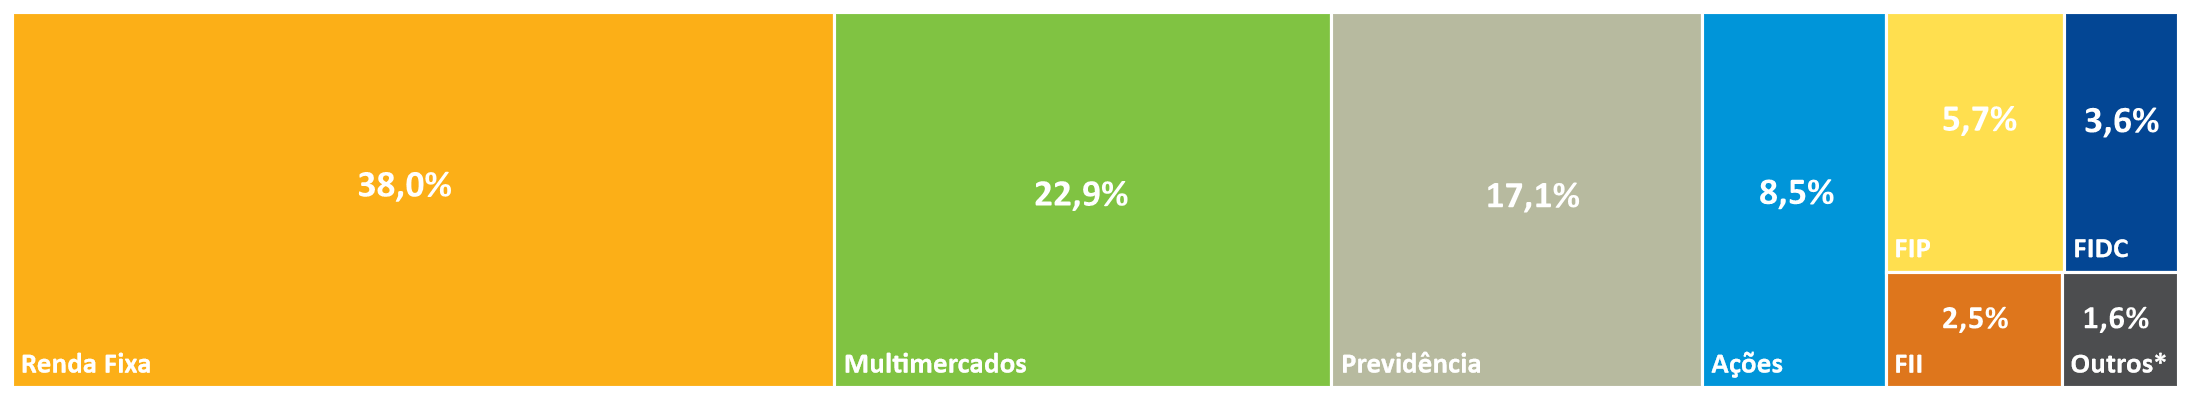 38,0%
Renda Fixa
22,9%
Multimercados
17,1%
Previdência
8,5%
Ações
5,7%
FIP
3,6%
FIDC
2,5%
FII
1,6%
Outros*